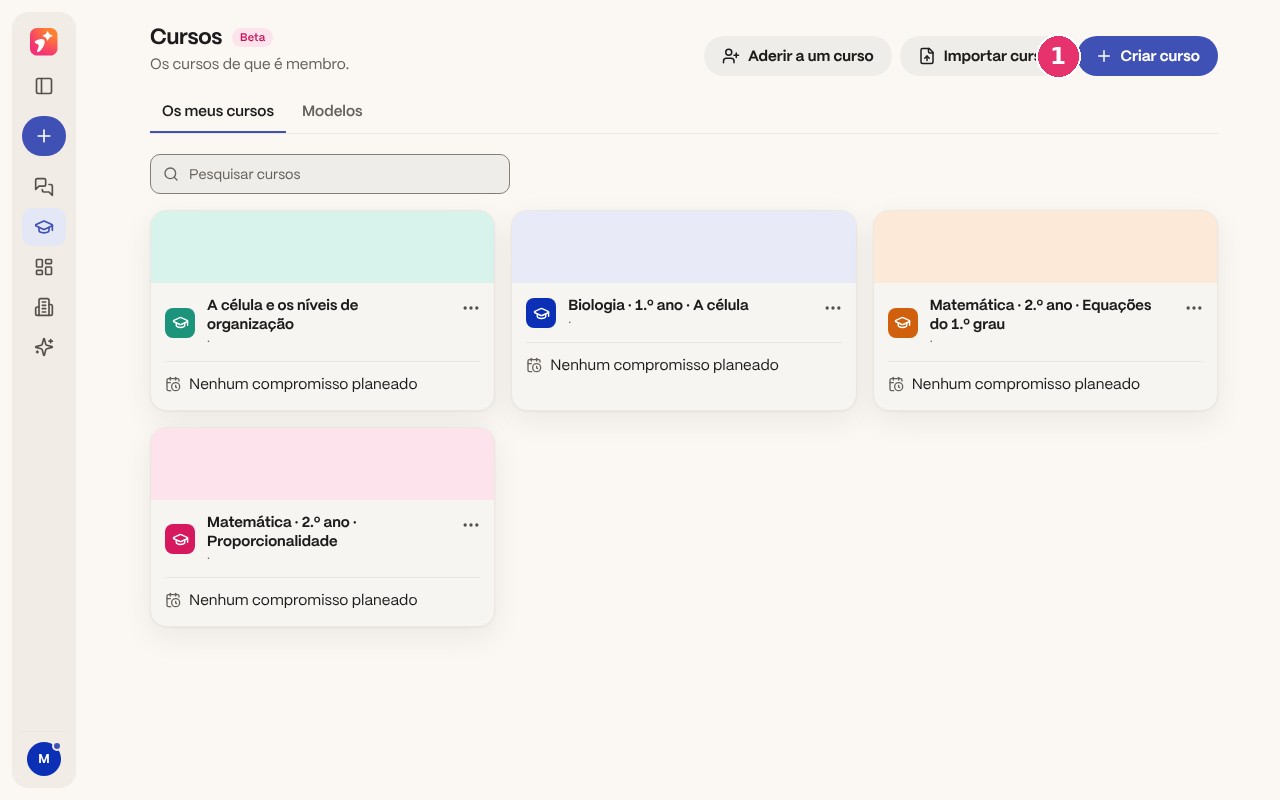 Cursos
Beta
Os cursos de que é membro.
Aderir a um curso
Importar curs
1
Criar curso
Os meus cursos
Modelos
Pesquisar cursos
A célula e os níveis de
organização
.
Nenhum compromisso planeado
Biologia · 1.º ano · A célula
.
Nenhum compromisso planeado
Matemática · 2.º ano · Equações
do 1.º grau
.
Nenhum compromisso planeado
Matemática · 2.º ano ·
Proporcionalidade
.
Nenhum compromisso planeado
M